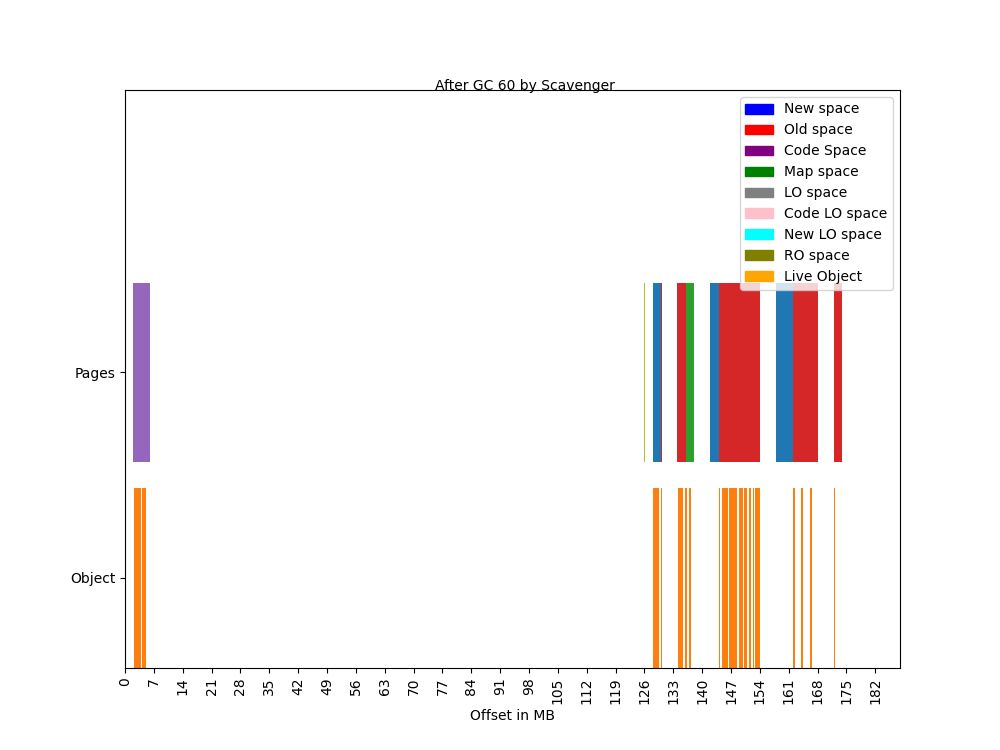 After GC 60 by Scavenger
New space
Old space
Code Space
Map space
LO space
Code LO space
New LO space
RO space
Live Object
Pages
Object
0 7 14 21 28 35 42 49 56 63 70 77 84 91 98 105 112 119 126 133 140 147 154 161 168 175 182
Offset in MB